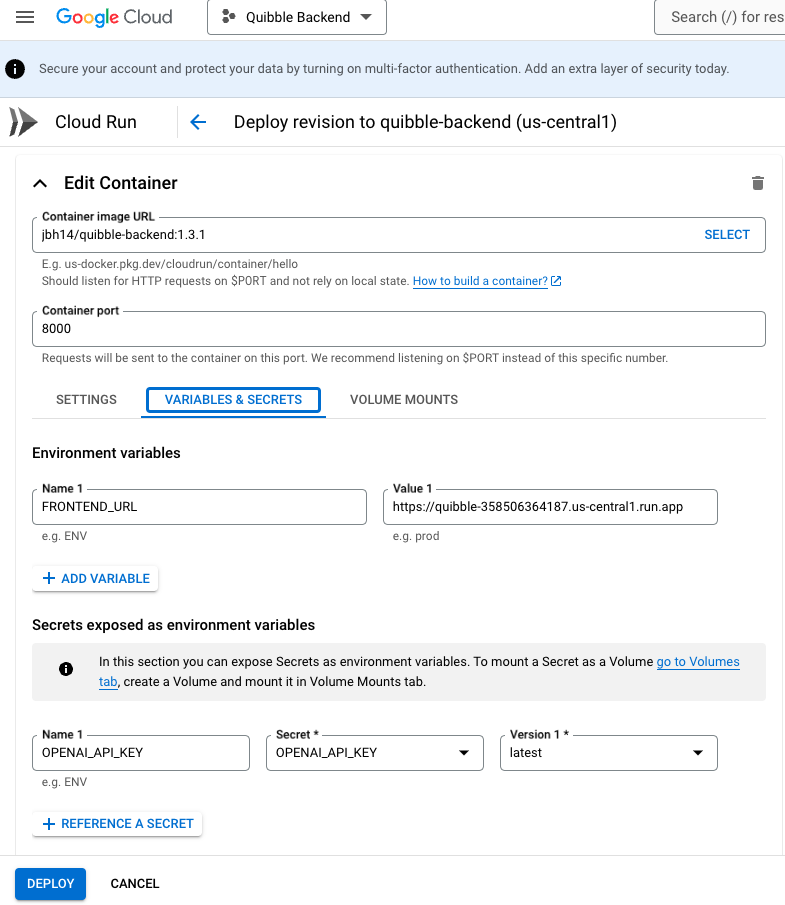 Google Cloud
Quibble Backend
Search (/) for res
Secure your account and protect your data by turning on multi-factor authentication. Add an extra layer of security today.
Cloud Run
Deploy revision to quibble-backend (us-central1)
Edit Container
Container image URL
jbh14/quibble-backend:1.3.1
SELECT
E.g. us-docker.pkg.dev/cloudrun/container/hello
Should listen for HTTP requests on $PORT and not rely on local state. How to build a container?
Container port
8000
Requests will be sent to the container on this port. We recommend listening on $PORT instead of this specific number.
SETTINGS
VARIABLES & SECRETS
VOLUME MOUNTS
Environment variables
Name 1
FRONTEND_URL
e.g. ENV
Value 1
https://quibble-358506364187.us-central1.run.app
e.g. prod
ADD VARIABLE
Secrets exposed as environment variables
In this section you can expose Secrets as environment variables. To mount a Secret as a Volume go to Volumes
tab, create a Volume and mount it in Volume Mounts tab.
Name 1
OPENAI_API_KEY
e.g. ENV
Secret *
OPENAI_API_KEY
Version 1 *
latest
REFERENCE A SECRET
DEPLOY
CANCEL